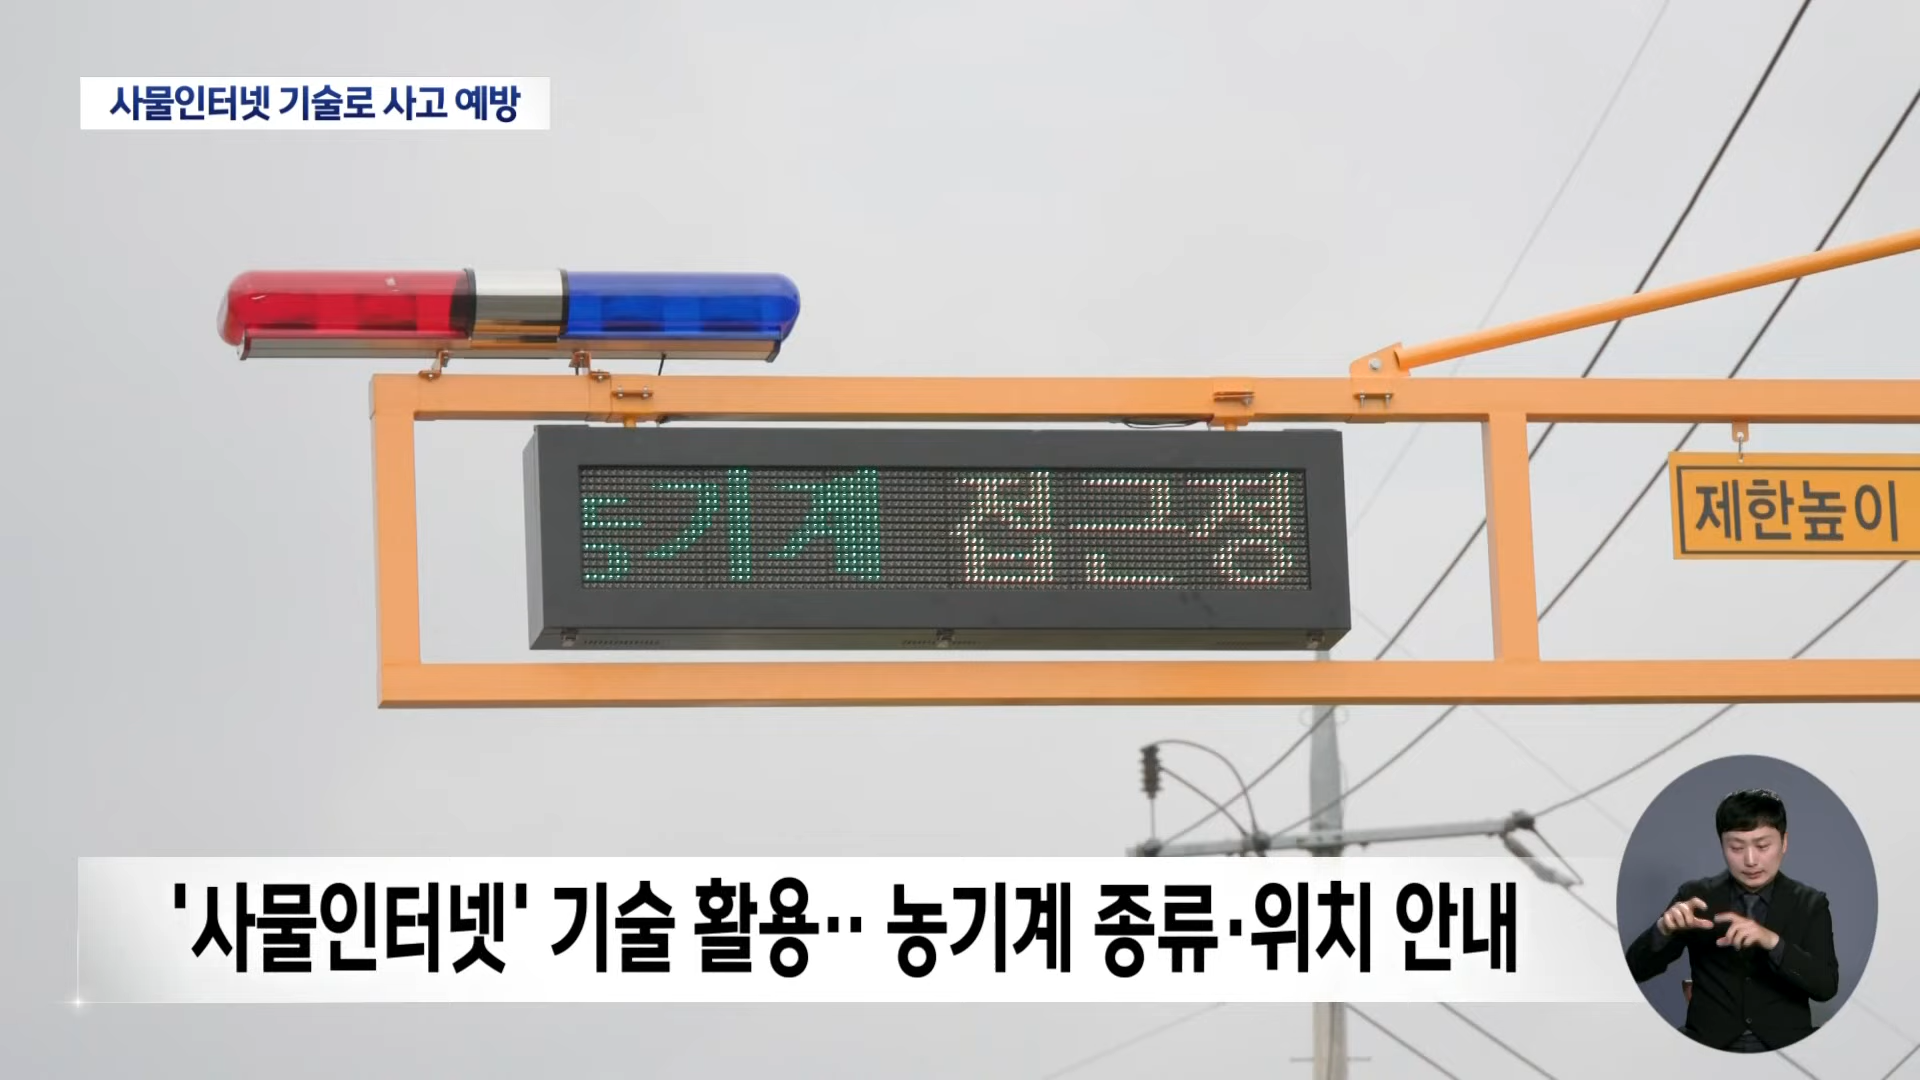 사물인터넷 기술로 사고 예방
기계 접근중
제한높이
'사물인터넷' 기술 활용‥ 농기계 종류·위치 안내